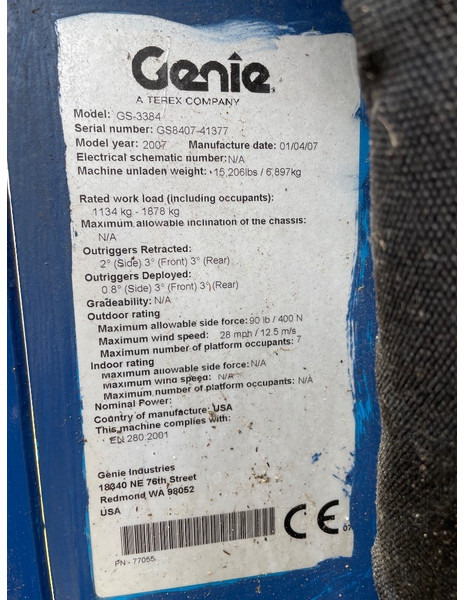 Genie
A TEREX COMPANY
Model: GS-3384
Serial number: GS8407-41377
Model year: 2007 Manufacture date: 01/04/07
Electrical schematic number: N/A
Machine unladen weight: 15,206lbs / 6,897kg
Rated work load (including occupants):
1134 kg - 1878 kg
Maximum allowable inclination of the chassis:
N/A
Outriggers Retracted:
2° (Side) 3° (Front) 3° (Rear)
Outriggers Deployed:
0.8° (Side) 3° (Front) 3° (Rear)
Gradeability: N/A
Outdoor rating
Maximum allowable side force: 90 lb / 400 N
Maximum wind speed: 28 mph / 12.5 m/s
Maximum number of platform occupants: 7
Indoor rating
Maximum allowable side force: N/A
Maximum wind speed: N/A
Maximum number of platform occupants: N/A
Nominal Power:
Country of manufacture: USA
This machine complies with:
EN 280:2001
Genie Industries
18340 NE 76th Street
Redmond WA 98052
USA
CE
07
PN - 77055